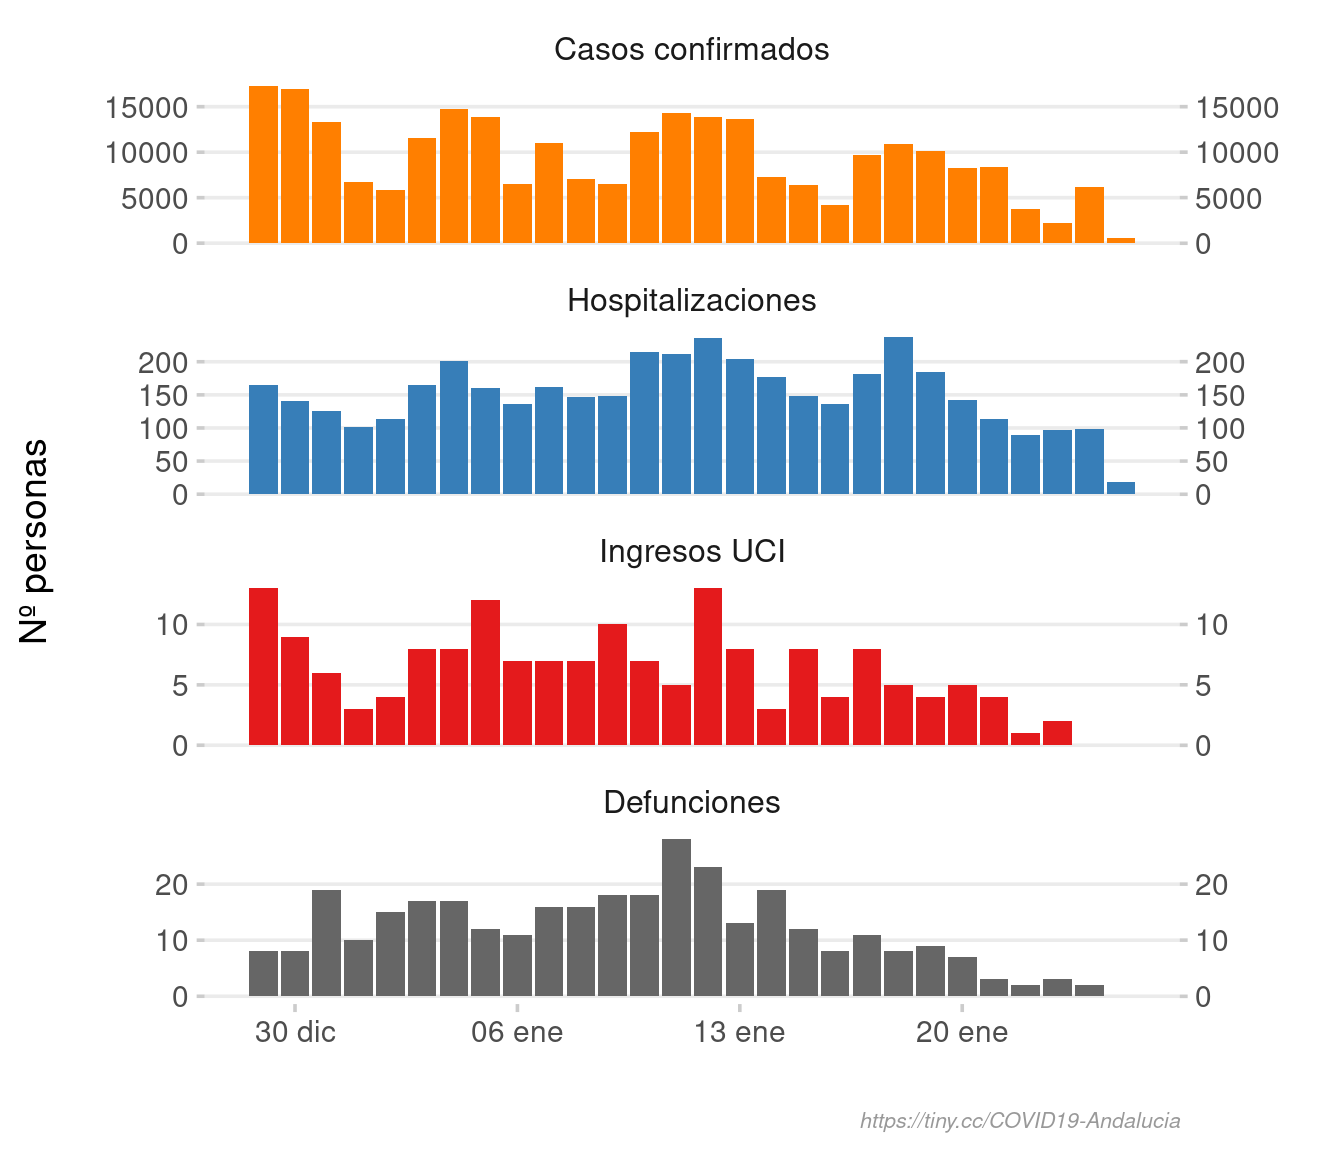 Casos confirmados
15000 15000
10000 10000
5000 5000
0 0
Hospitalizaciones
200 200
150 150
100 100
50 50
0 0
Nº personas
Ingresos UCI
10 10
5 5
0 0
Defunciones
20 20
10 10
0 0
30 dic 06 ene 13 ene 20 ene
https://tiny.cc/COVID19-Andalucia